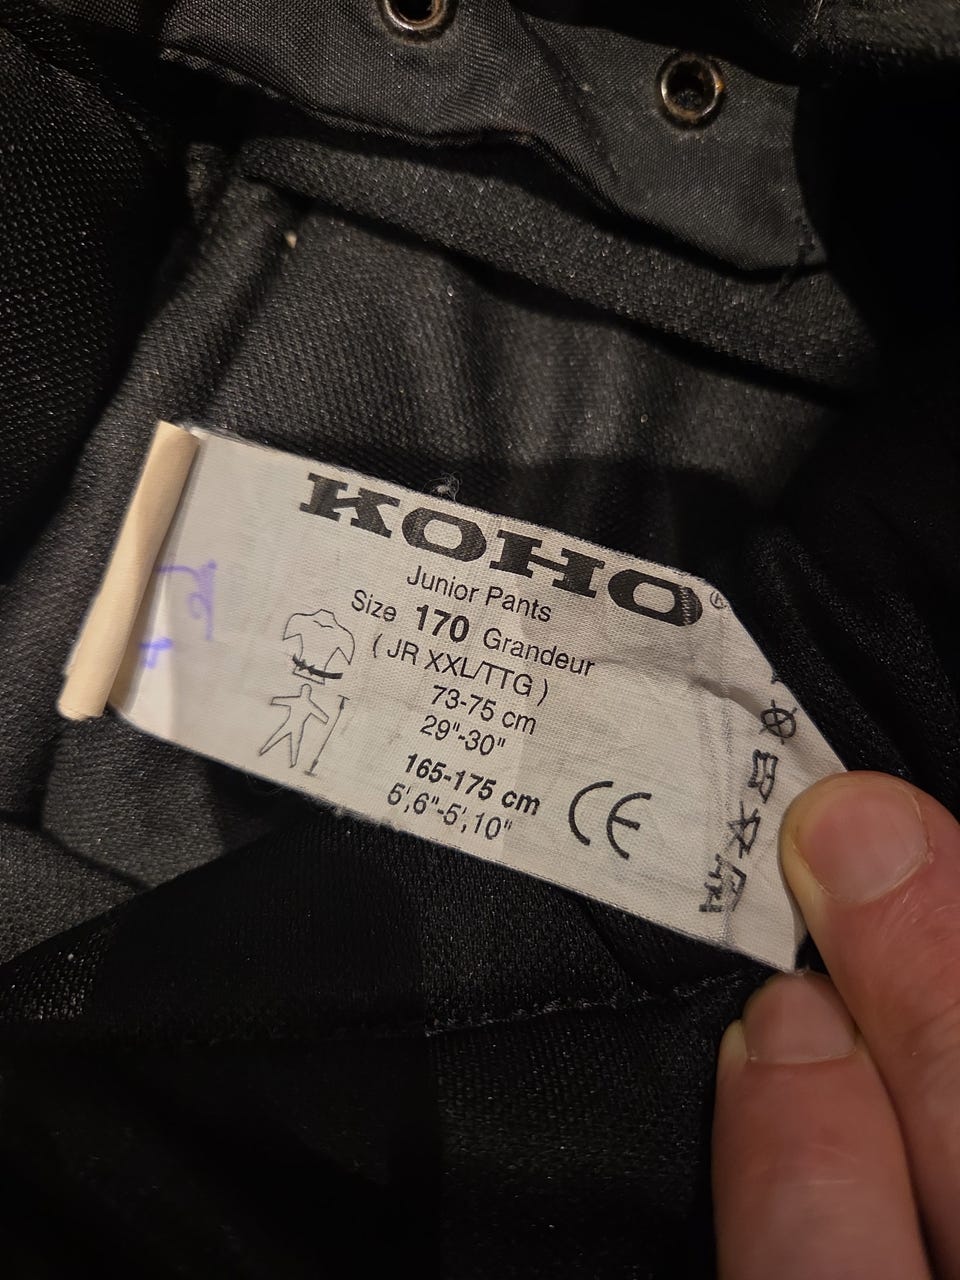 KOHO®
Junior Pants
Size 170 Grandeur
( JR XXL/TTG )
73-75 cm
29"-30"
165-175 cm
5',6"-5',10"
CE